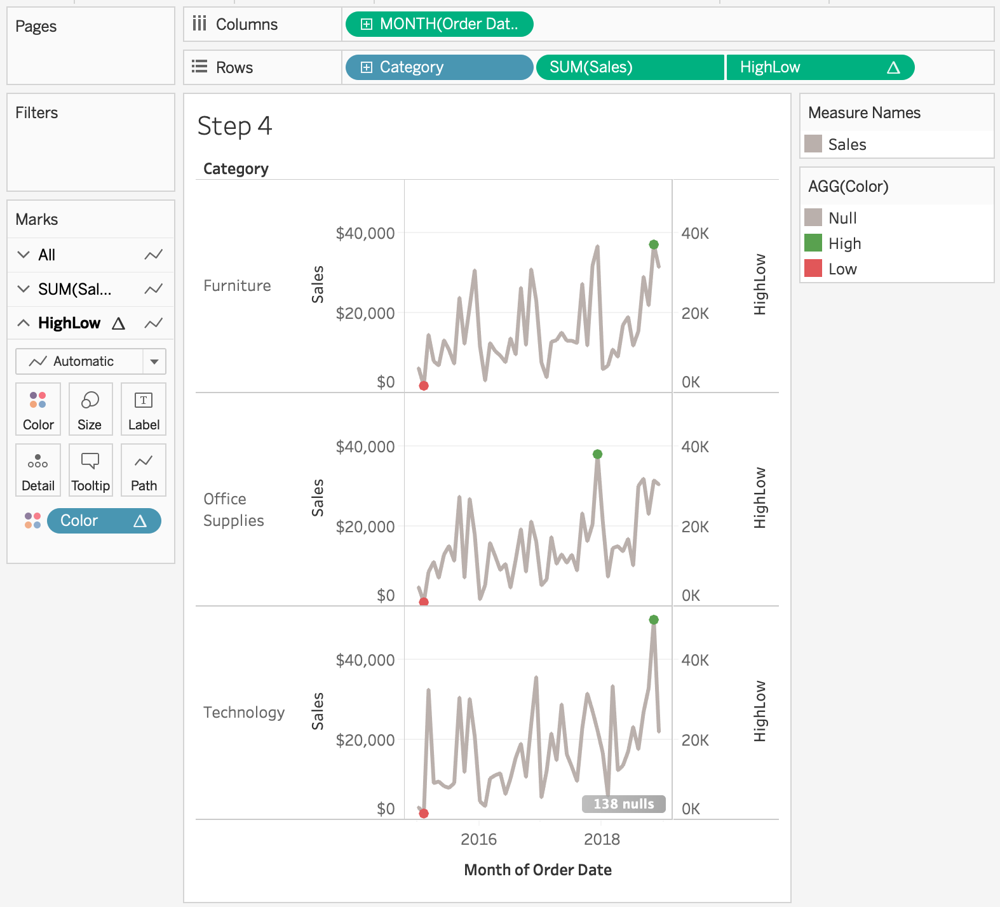 Pages
Columns
MONTH(Order Dat..
Rows
Category
SUM(Sales)
HighLow
Filters
Marks
All
SUM(Sal...
HighLow
Automatic
Color
Size
T
Label
Detail
Tooltip
Path
Color
Step 4
Category
Furniture
Sales
$40,000
$20,000
$0
40K
20K
0K
HighLow
Office
Supplies
Sales
$40,000
$20,000
$0
40K
20K
0K
HighLow
Technology
Sales
$40,000
$20,000
$0
138 nulls
40K
20K
0K
HighLow
2016
2018
Month of Order Date
Measure Names
Sales
AGG(Color)
Null
High
Low